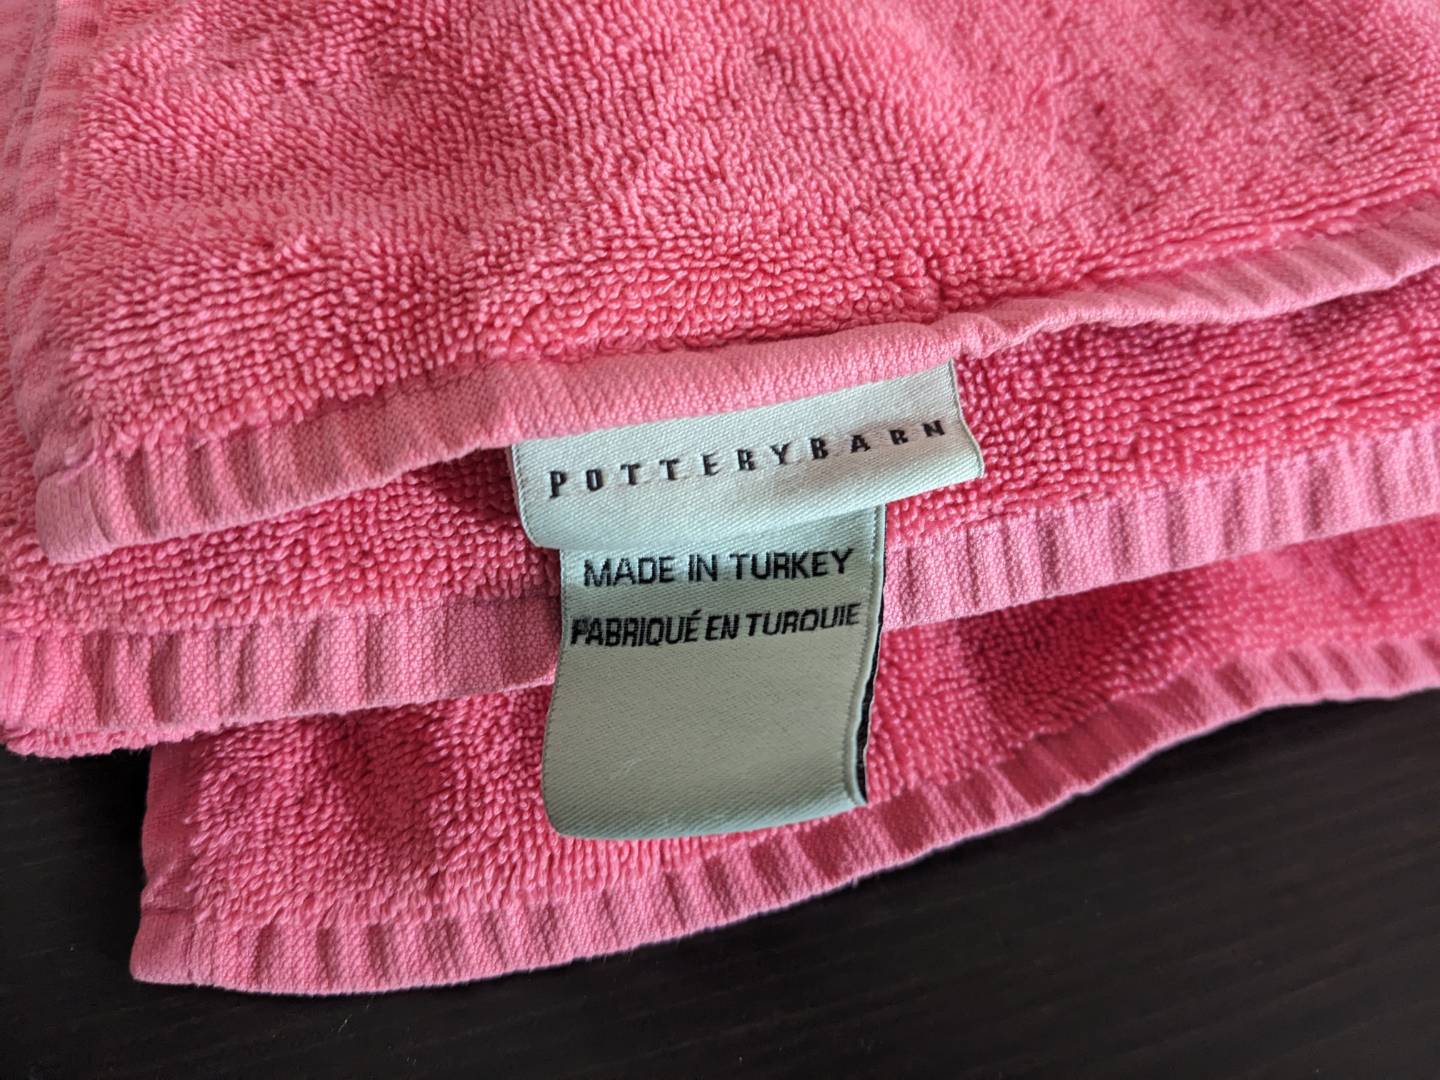 POTTERYBARN
MADE IN TURKEY
FABRIQUÉ EN TURQUIE